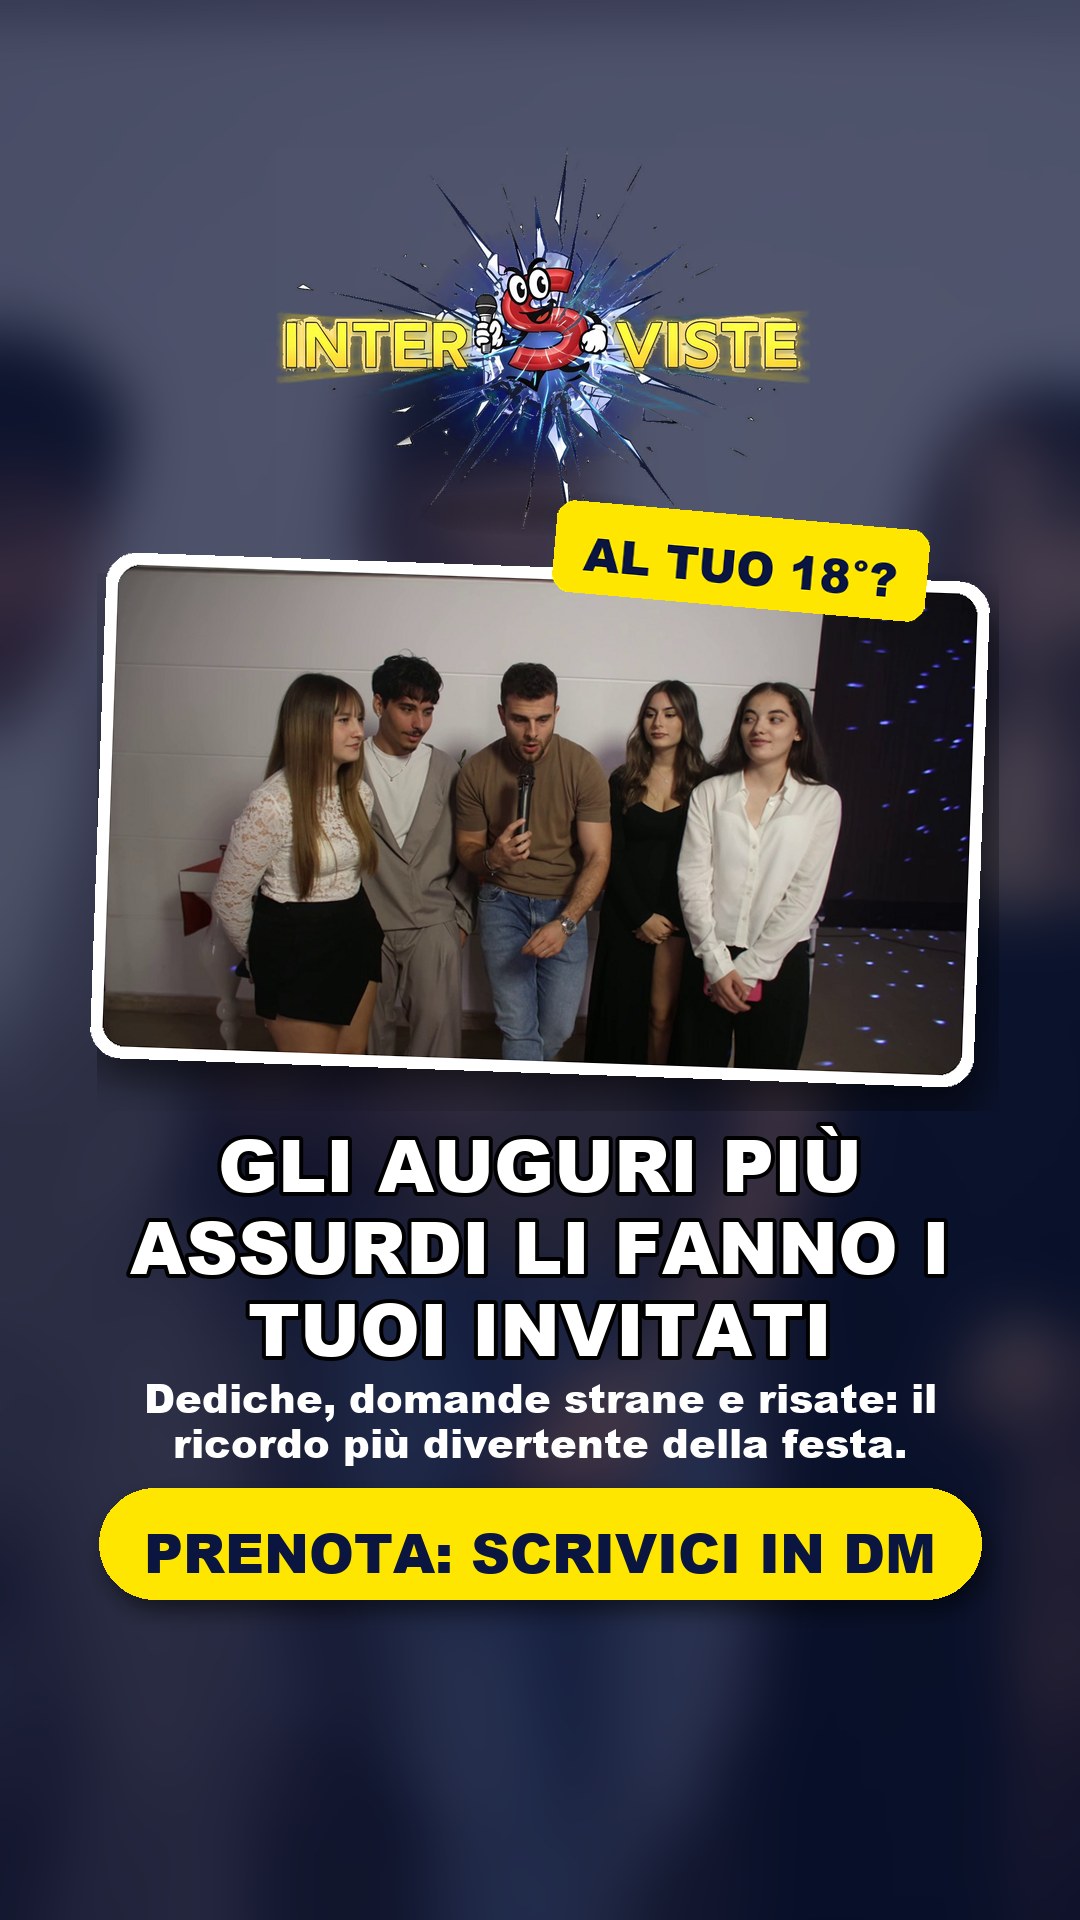 INTER S VISTE
AL TUO 18°?
GLI AUGURI PIÙ
ASSURDI LI FANNO I
TUOI INVITATI
Dediche, domande strane e risate: il
ricordo più divertente della festa.
PRENOTA: SCRIVICI IN DM